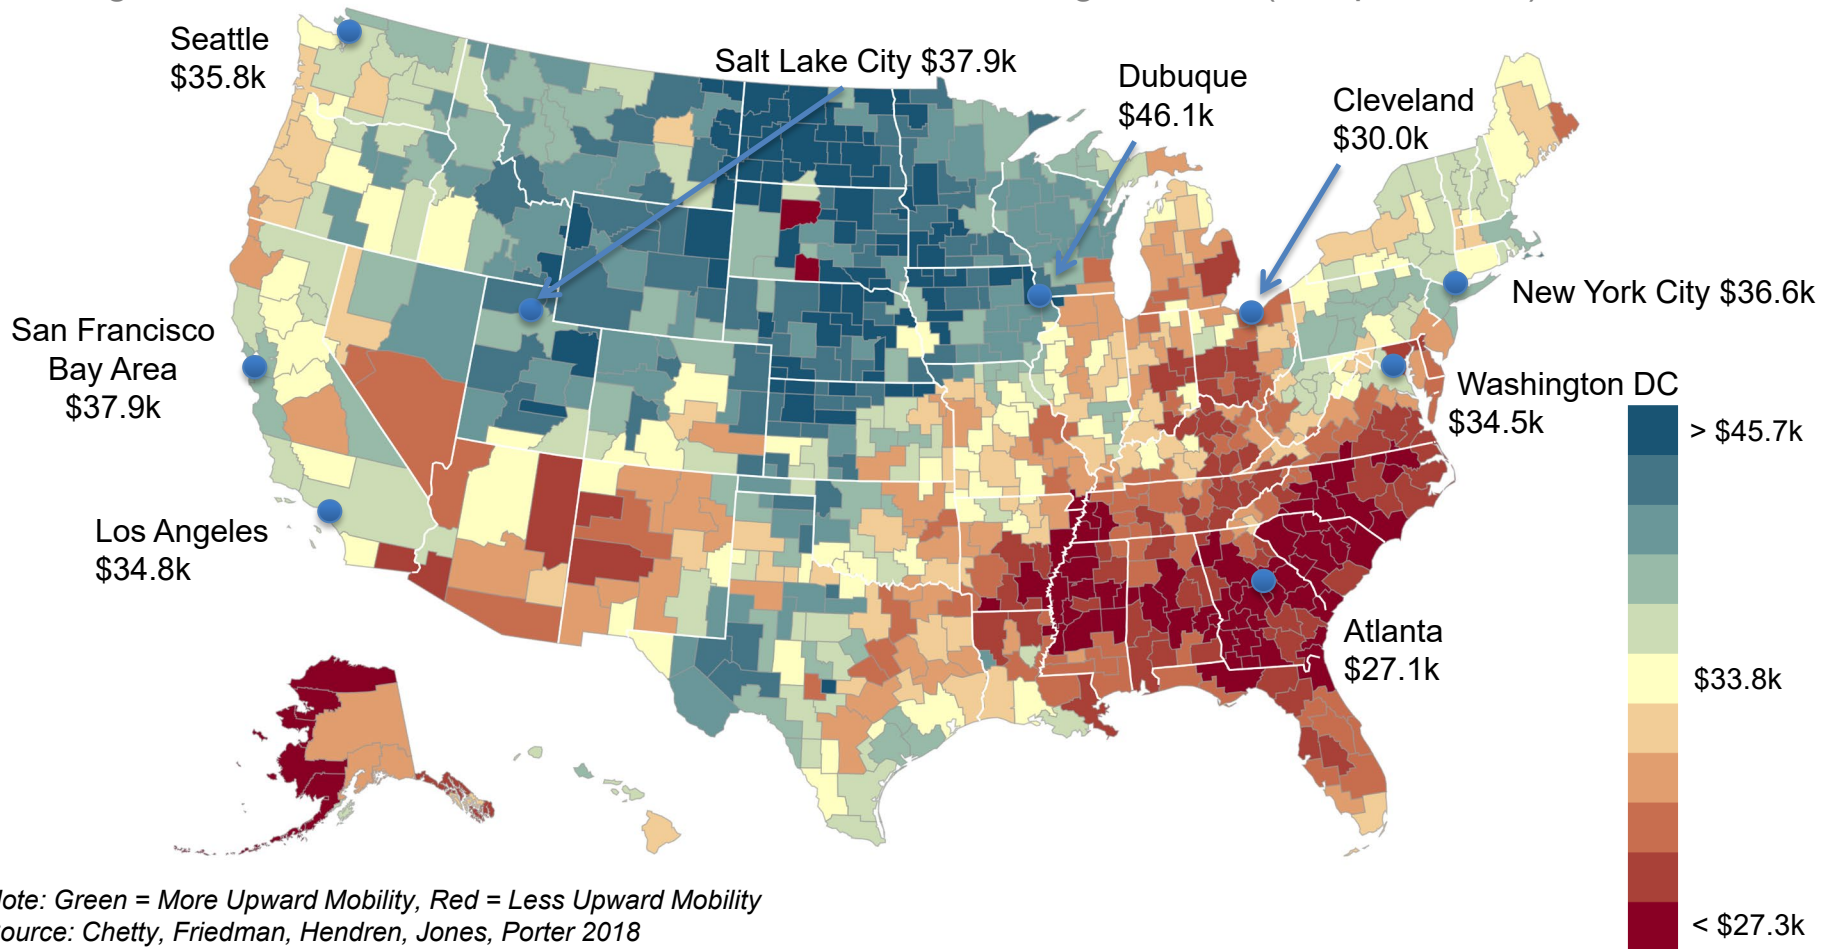 Seattle
$35.8k
Salt Lake City $37.9k
Dubuque
$46.1k
Cleveland
$30.0k
New York City $36.6k
San Francisco
Bay Area
$37.9k
Washington DC
$34.5k
> $45.7k
Los Angeles
$34.8k
Atlanta
$27.1k
$33.8k
< $27.3k
Green = More Upward Mobility, Red = Less Upward Mobility
Chetty, Friedman, Hendren, Jones, Porter 2018